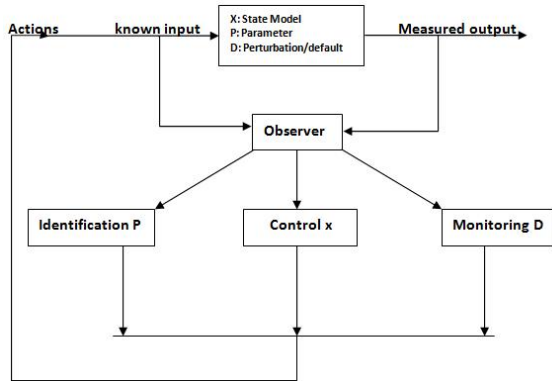 X: State Model
P: Parameter
D: Perturbation/default
Actions
known input
Measured output
Observer
Identification P
Control x
Monitoring D